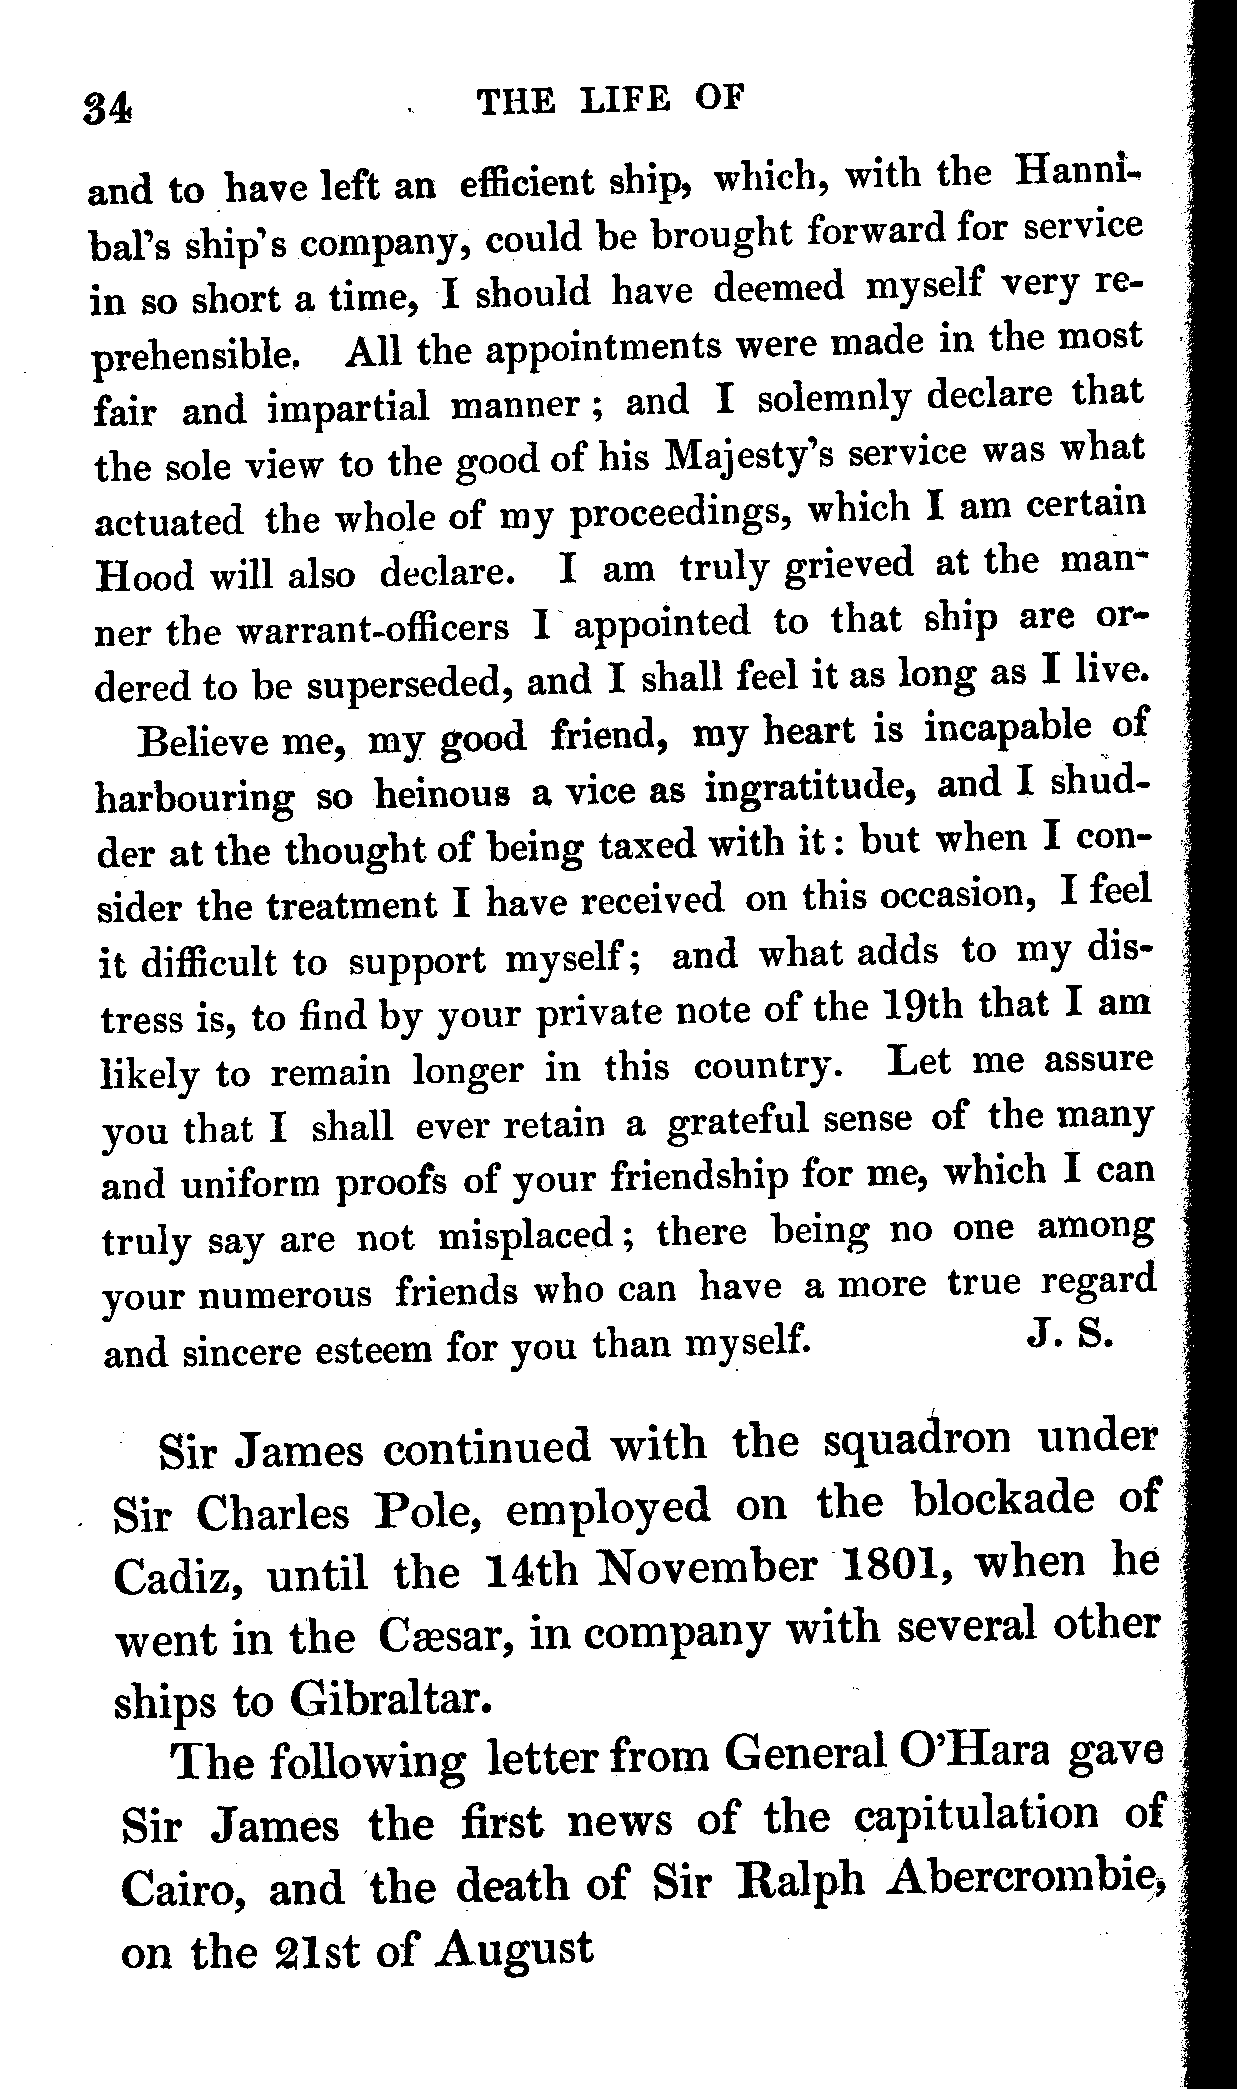 34 THE LIFE OF
and to have left an efficient ship, which, with the Hanni-
bal's ship's company, could be brought forward for service
in so short a time, I should have deemed myself very re-
prehensible. All the appointments were made in the most
fair and impartial manner; and I solemnly declare that
the sole view to the good of his Majesty's service was what
actuated the whole of my proceedings, which I am certain
Hood will also declare. I am truly grieved at the man-
ner the warrant-officers I appointed to that ship are or-
dered to be superseded, and I shall feel it as long as I live.
Believe me, my good friend, my heart is incapable of
harbouring so heinous a vice as ingratitude, and I shud-
der at the thought of being taxed with it: but when I con-
sider the treatment I have received on this occasion, I feel
it difficult to support myself; and what adds to my dis-
tress is, to find by your private note of the 19th that I am
likely to remain longer in this country. Let me assure
you that I shall ever retain a grateful sense of the many
and uniform proofs of your friendship for me, which I can
truly say are not misplaced; there being no one among
your numerous friends who can have a more true regard
and sincere esteem for you than myself. J. S.
Sir James continued with the squadron under
Sir Charles Pole, employed on the blockade of
Cadiz, until the 14th November 1801, when he
went in the Cæsar, in company with several other
ships to Gibraltar.
The following letter from General O'Hara gave
Sir James the first news of the capitulation of
Cairo, and the death of Sir Ralph Abercrombie,
on the 21st of August